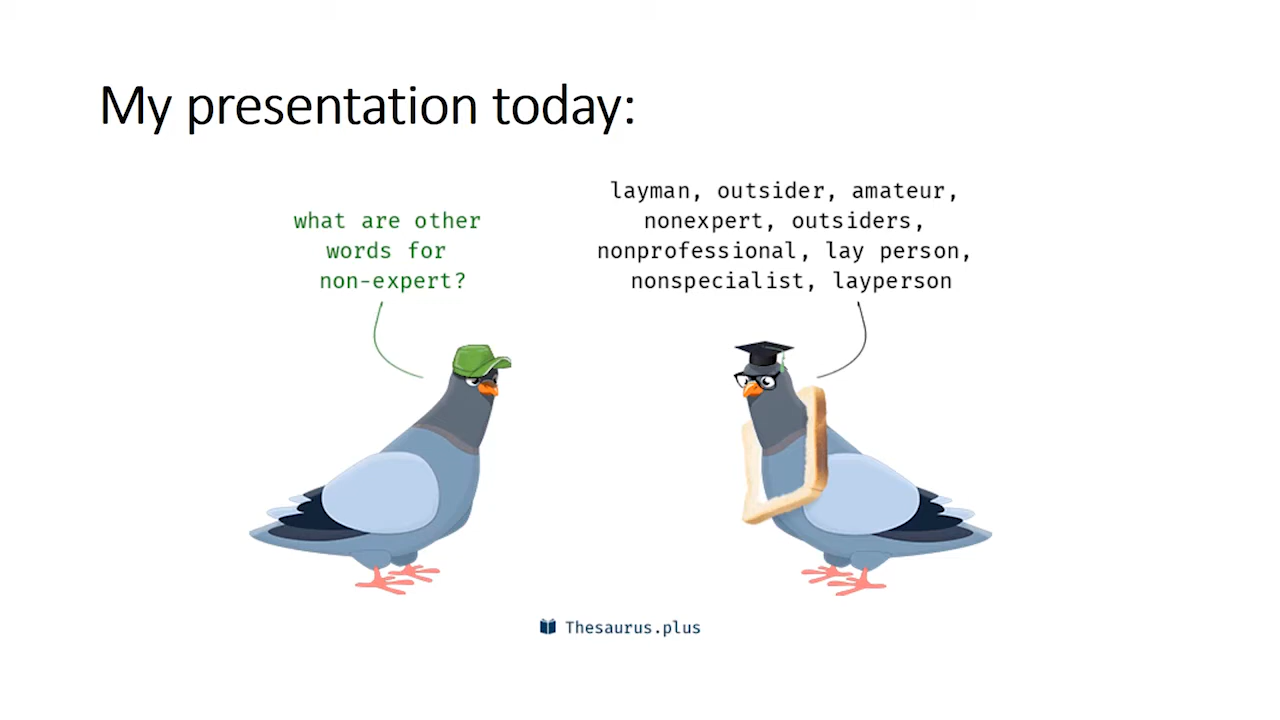 My presentation today:
what are other
words for
non-expert?
layman, outsider, amateur,
nonexpert, outsiders,
nonprofessional, lay person,
nonspecialist, layperson
Thesaurus.plus